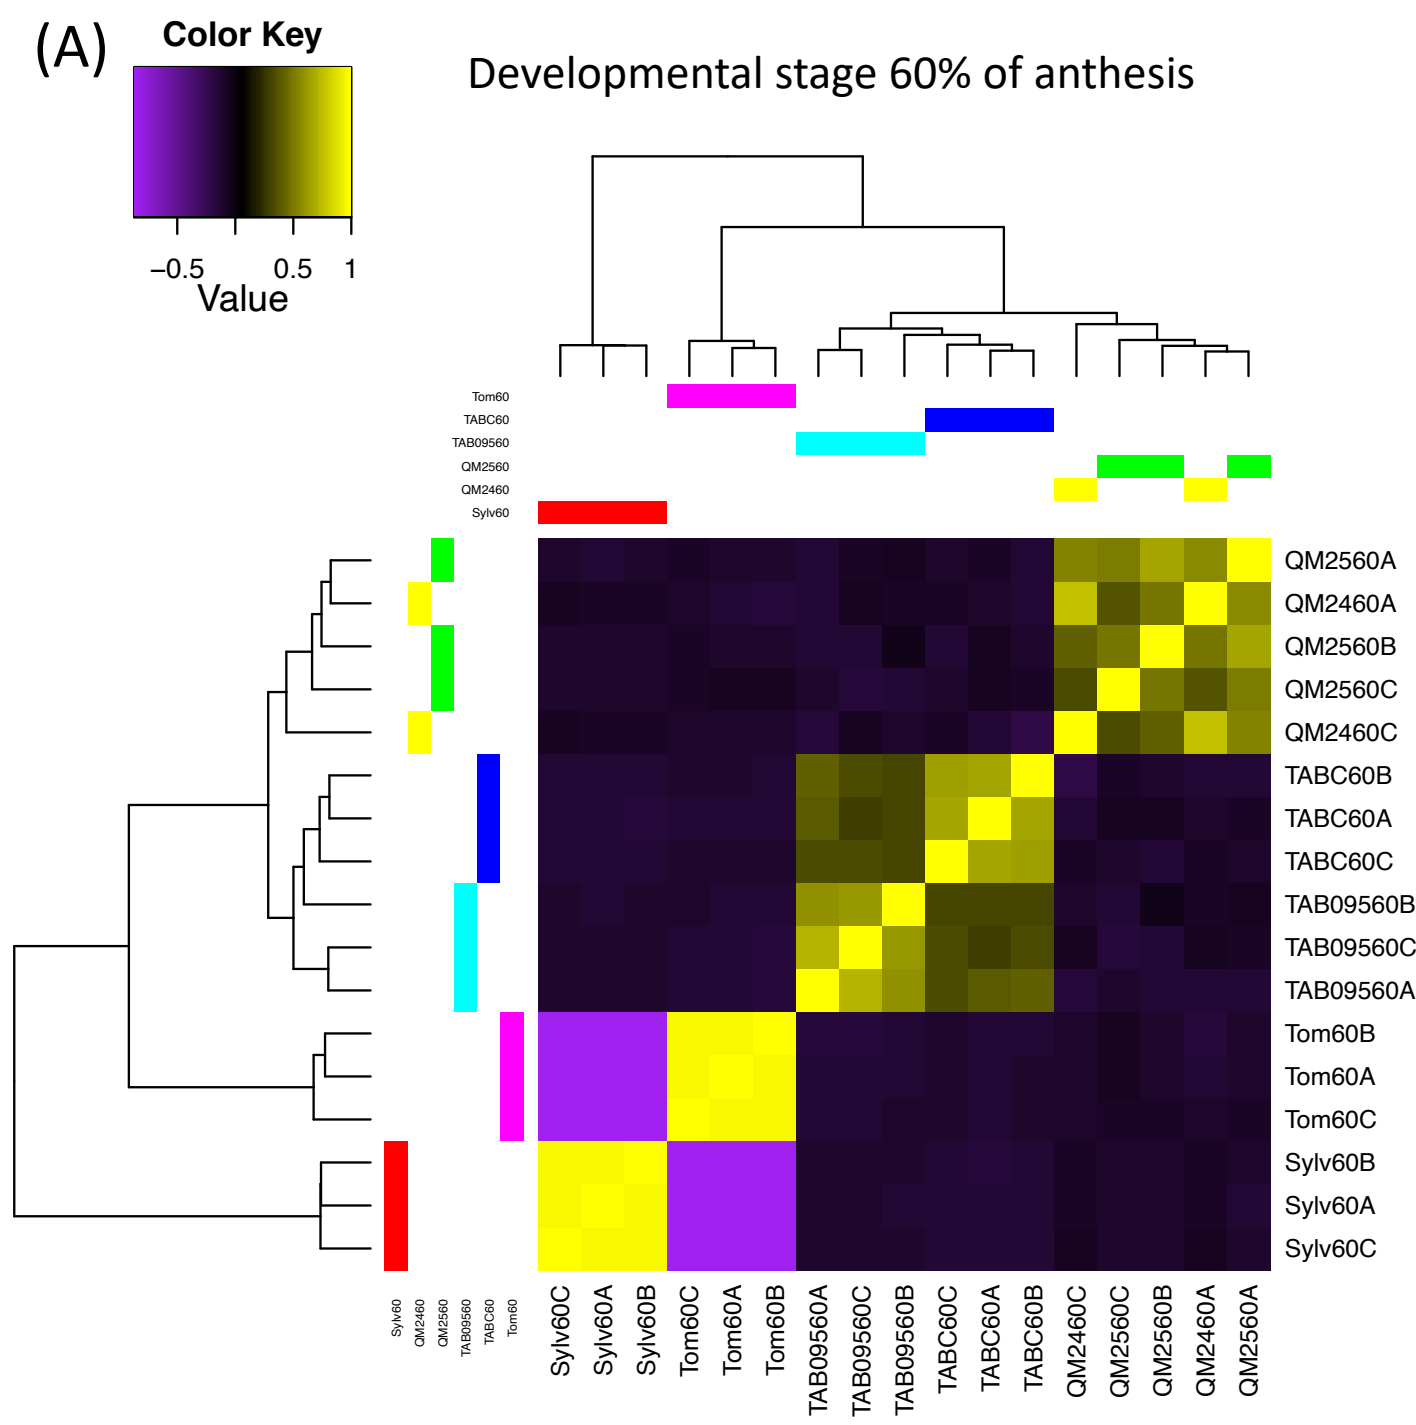 (A)
Color Key
Developmental stage 60% of anthesis
−0.5 0.5 1
Value
Tom60
TABC60
TAB09560
QM2560
QM2460
Sylv60
QM2560A
QM2460A
QM2560B
QM2560C
QM2460C
TABC60B
TABC60A
TABC60C
TAB09560B
TAB09560C
TAB09560A
Tom60B
Tom60A
Tom60C
Sylv60B
Sylv60A
Sylv60C
Sylv60
QM2460
QM2560
TAB09560
TABC60
Tom60
Sylv60C
Sylv60A
Sylv60B
Tom60C
Tom60A
Tom60B
TAB09560A
TAB09560C
TAB09560B
TABC60C
TABC60A
TABC60B
QM2460C
QM2560C
QM2560B
QM2460A
QM2560A